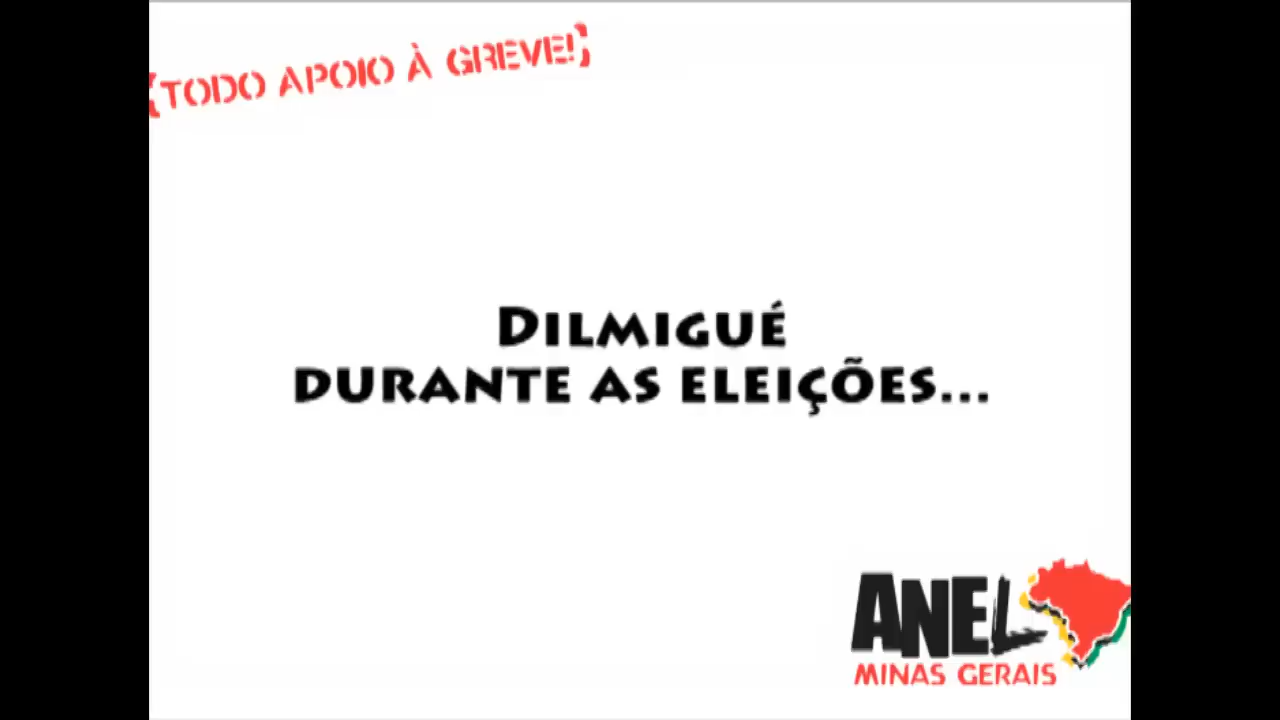 [TODO APOIO À GREVE!]
DILMIGUÉ
DURANTE AS ELEIÇÕES...
ANEL
MINAS GERAIS